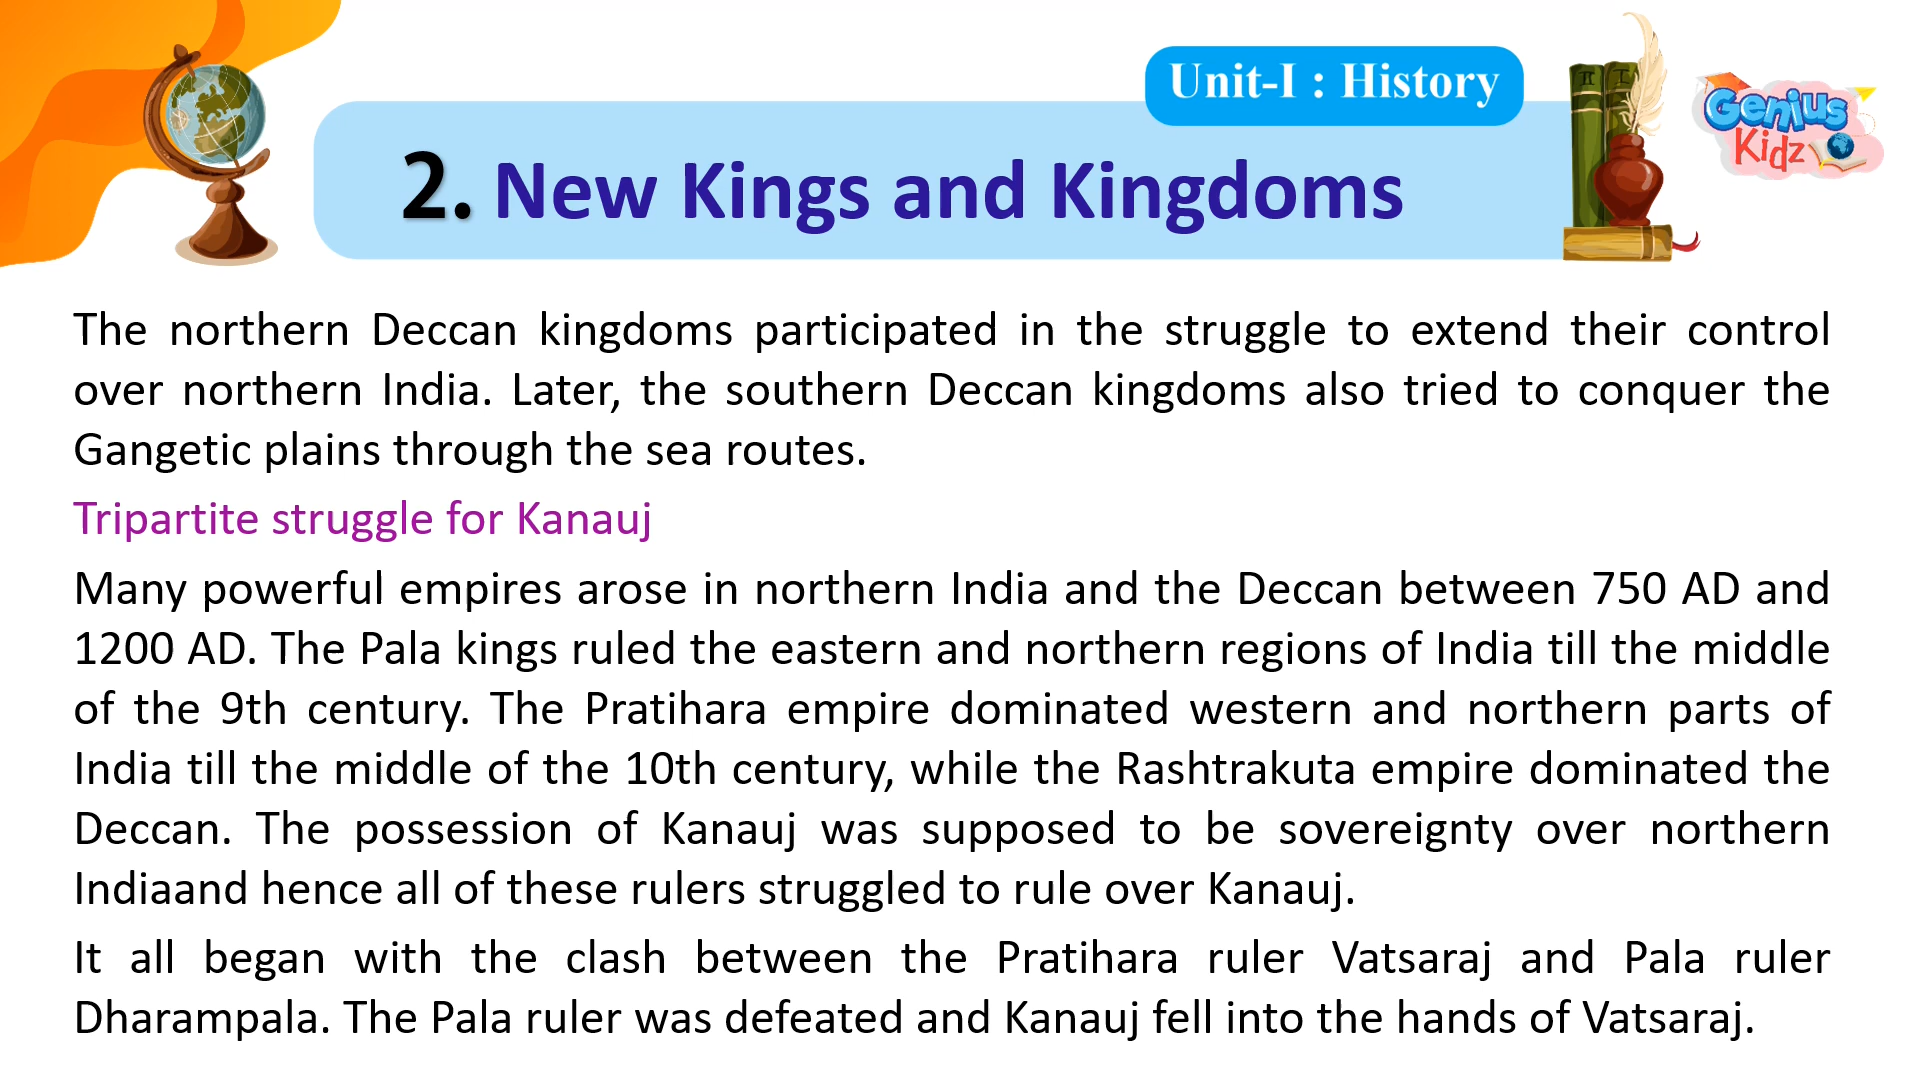 Unit-I : History
Genius
Kidz
2. New Kings and Kingdoms
The northern Deccan kingdoms participated in the struggle to extend their control
over northern India. Later, the southern Deccan kingdoms also tried to conquer the
Gangetic plains through the sea routes.
Tripartite struggle for Kanauj
Many powerful empires arose in northern India and the Deccan between 750 AD and
1200 AD. The Pala kings ruled the eastern and northern regions of India till the middle
of the 9th century. The Pratihara empire dominated western and northern parts of
India till the middle of the 10th century, while the Rashtrakuta empire dominated the
Deccan. The possession of Kanauj was supposed to be sovereignty over northern
Indiaand hence all of these rulers struggled to rule over Kanauj.
It all began with the clash between the Pratihara ruler Vatsaraj and Pala ruler
Dharampala. The Pala ruler was defeated and Kanauj fell into the hands of Vatsaraj.